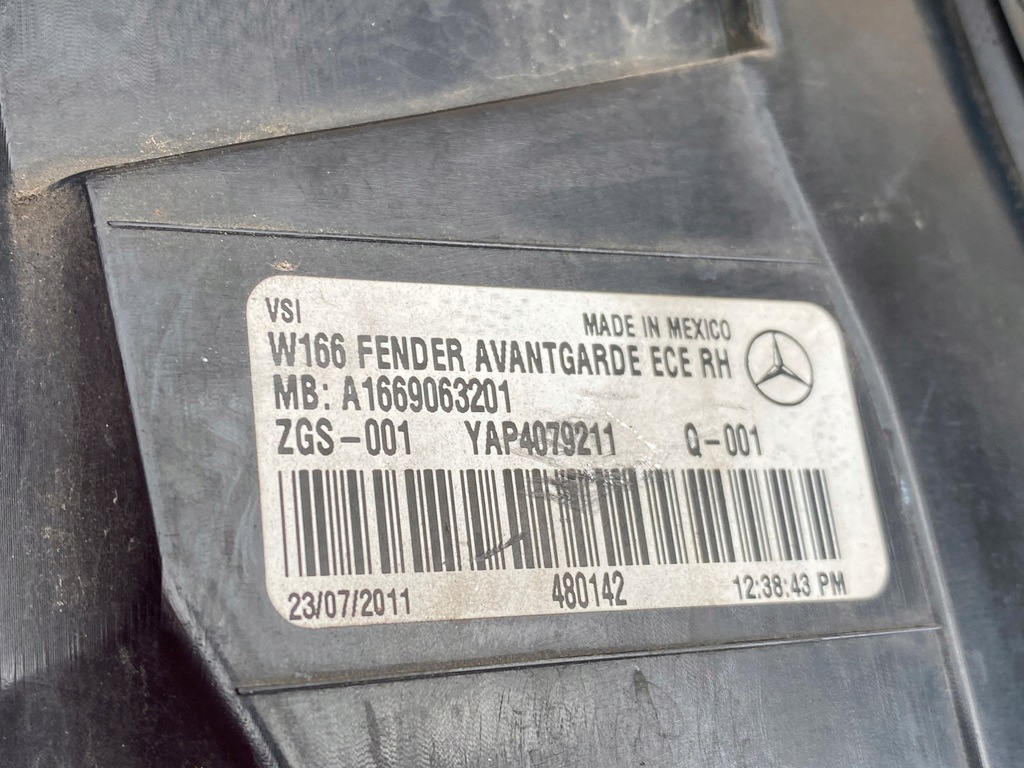 VSI
MADE IN MEXICO
W166 FENDER AVANTGARDE ECE RH
MB: A1669063201
ZGS-001 YAP4079211 Q-001
23/07/2011 480142 12:38:43 PM